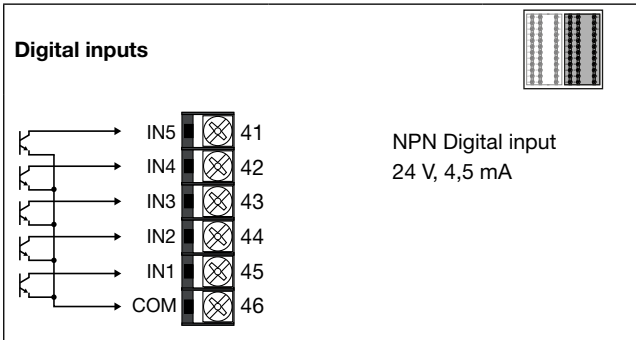 Digital inputs
IN5 41
IN4 42
IN3 43
IN2 44
IN1 45
COM 46
NPN Digital input
24 V, 4,5 mA